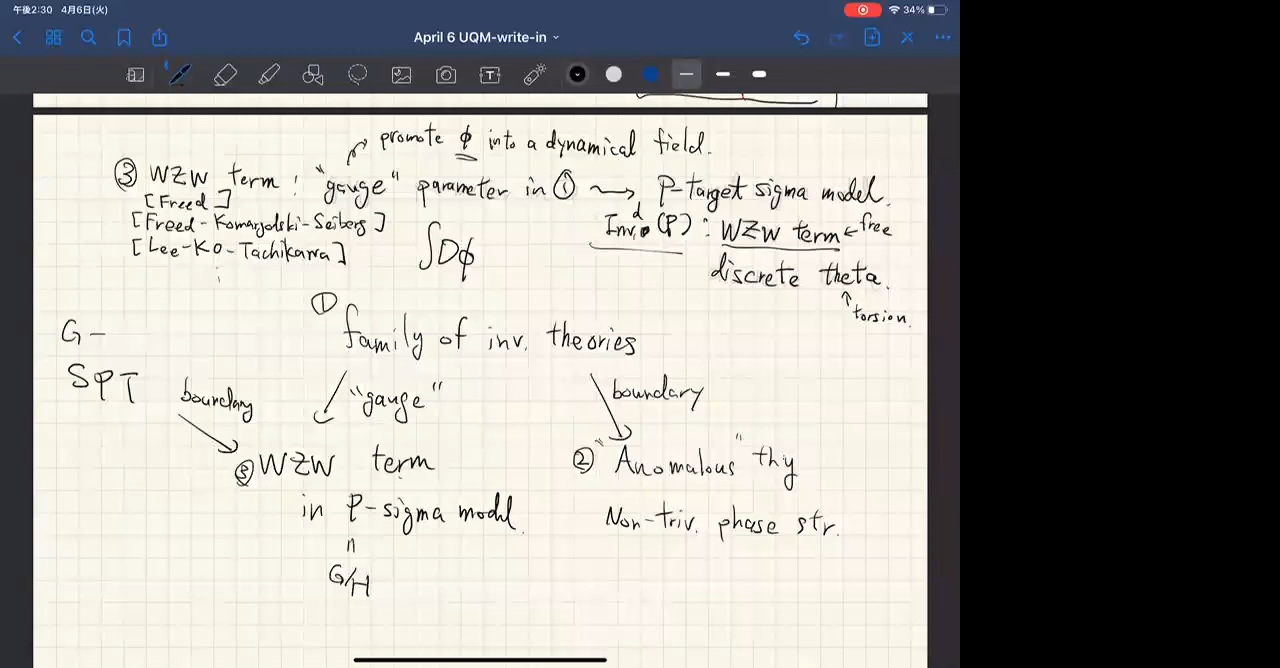 午後2:30 4月6日(火)
34%
April 6 UQM-write-in
promote ϕ into a dynamical field.
③ WZW term : "gauge" parameter in ① ⇝ P-target sigma model.
[Freed]
[Freed-Komargodski-Seiberg]
[Lee-Ko-Tachikawa]
∫Dϕ
(P) : WZW term ← free
discrete theta.
↑ torsion.
①
family of inv. theories
G-
SPT
boundary
"gauge"
boundary
③ WZW term
in P-sigma model.
G/H
② "Anomalous" thy
Non-triv. phase str.